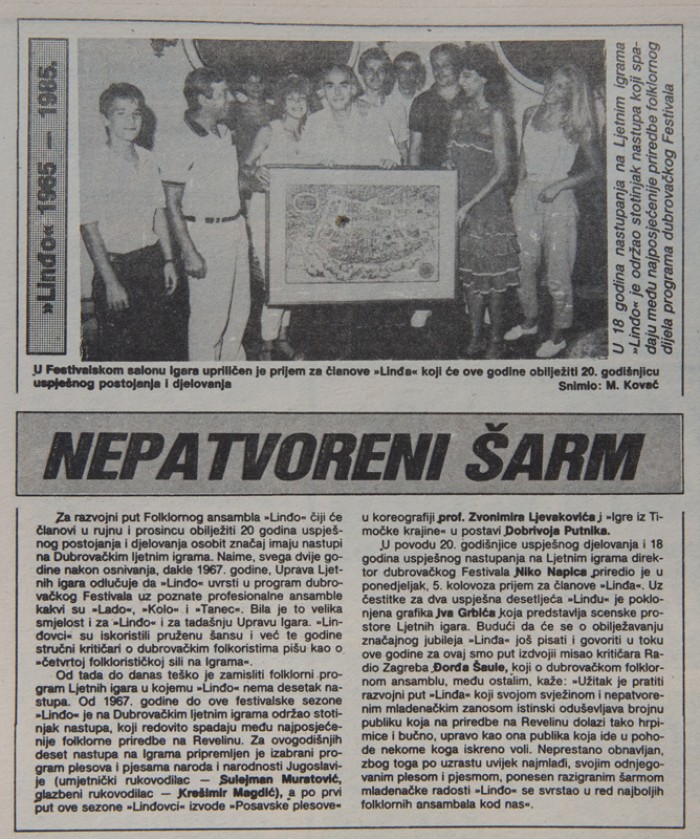 »Linđo« 1965 — 1985.
U 18 godina nastupanja na Ljetnim igrama
»Linđo« je održao stotinjak nastupa koji spa-
daju među najposjećenije priredbe folklornog
dijela programa dubrovačkog Festivala
U Festivalskom salonu Igara upriličen je prijem za članove »Linđa« koji će ove godine obilježiti 20. godišnjicu
uspješnog postojanja i djelovanja
Snimio: M. Kovač
NEPATVORENI ŠARM
Za razvojni put Folklornog ansambla »Linđo« čiji će
članovi u rujnu i prosincu obilježiti 20 godina uspješ-
nog postojanja i djelovanja osobit značaj imaju nastupi
na Dubrovačkim ljetnim igrama. Naime, svega dvije go-
dine nakon osnivanja, dakle 1967. godine, Uprava Ljet-
nih igara odlučuje da »Linđo« uvrsti u program dubro-
vačkog Festivala uz poznate profesionalne ansamble
kakvi su »Lado«, »Kolo« i »Tanec«. Bila je to velika
smjelost i za »Linđo« i za tadašnju Upravu Igara. »Lin-
đovci« su iskoristili pruženu šansu i već te godine
stručni kritičari o dubrovačkim folkoristima pišu kao o
»četvrtoj folklorističkoj sili na Igrama«.
Od tada do danas teško je zamisliti folklorni pro-
gram Ljetnih igara u kojemu »Linđo« nema desetak na-
stupa. Od 1967. godine do ove festivalske sezone
»Linđo« je na Dubrovačkim ljetnim igrama održao stoti-
njak nastupa, koji redovito spadaju među najposjeće-
nije folklorne priredbe na Revelinu. Za ovogodišnjih
deset nastupa na Igrama pripremljen je izabrani pro-
gram plesova i pjesama naroda i narodnosti Jugoslavi-
je (umjetnički rukovodilac — Sulejman Muratović,
glazbeni rukovodilac — Krešimir Magdić), a po prvi
put ove sezone »Linđovci« izvode »Posavske plesove«
u koreografiji prof. Zvonimira Ljevakovića i »Igre iz Ti-
močke krajine« u postavi Dobrivoja Putnika.
U povodu 20. godišnjice uspješnog djelovanja i 18
godina uspješnog nastupanja na Ljetnim igrama direk-
tor dubrovačkog Festivala Niko Napica priredio je u
ponedjeljak, 5. kolovoza prijem za članove »Linđa«. Uz
čestitke za dva uspješna desetljeća »Linđu« je poklo-
njena grafika Iva Grbića koja predstavlja scenske pro-
store Ljetnih igara. Budući da će se o obilježavanju
značajnog jubileja »Linđa« još pisati i govoriti u toku
ove godine za ovaj smo put izdvoji misao kritičara Ra-
dio Zagreba Đorđa Šaule, koji o dubrovačkom folklor-
nom ansamblu, među ostalim, kaže: »Užitak je pratiti
razvojni put »Linđa« koji svojom svježinom i nepatvore-
nim mladenačkim zanosom istinski oduševljava brojnu
publiku koja na priredbe na Revelinu dolazi tako hrpi-
mice i bučno, upravo kao ona publika koja ide u poho-
de nekome koga iskreno voli. Neprestano obnavljan,
zbog toga po uzrastu uvijek najmlađi, svojim odnjego-
vanim plesom i pjesmom, ponesen razigranim šarmom
mladenačke radosti »Linđo« se svrstao u red najboljih
folklornih ansambala kod nas«.